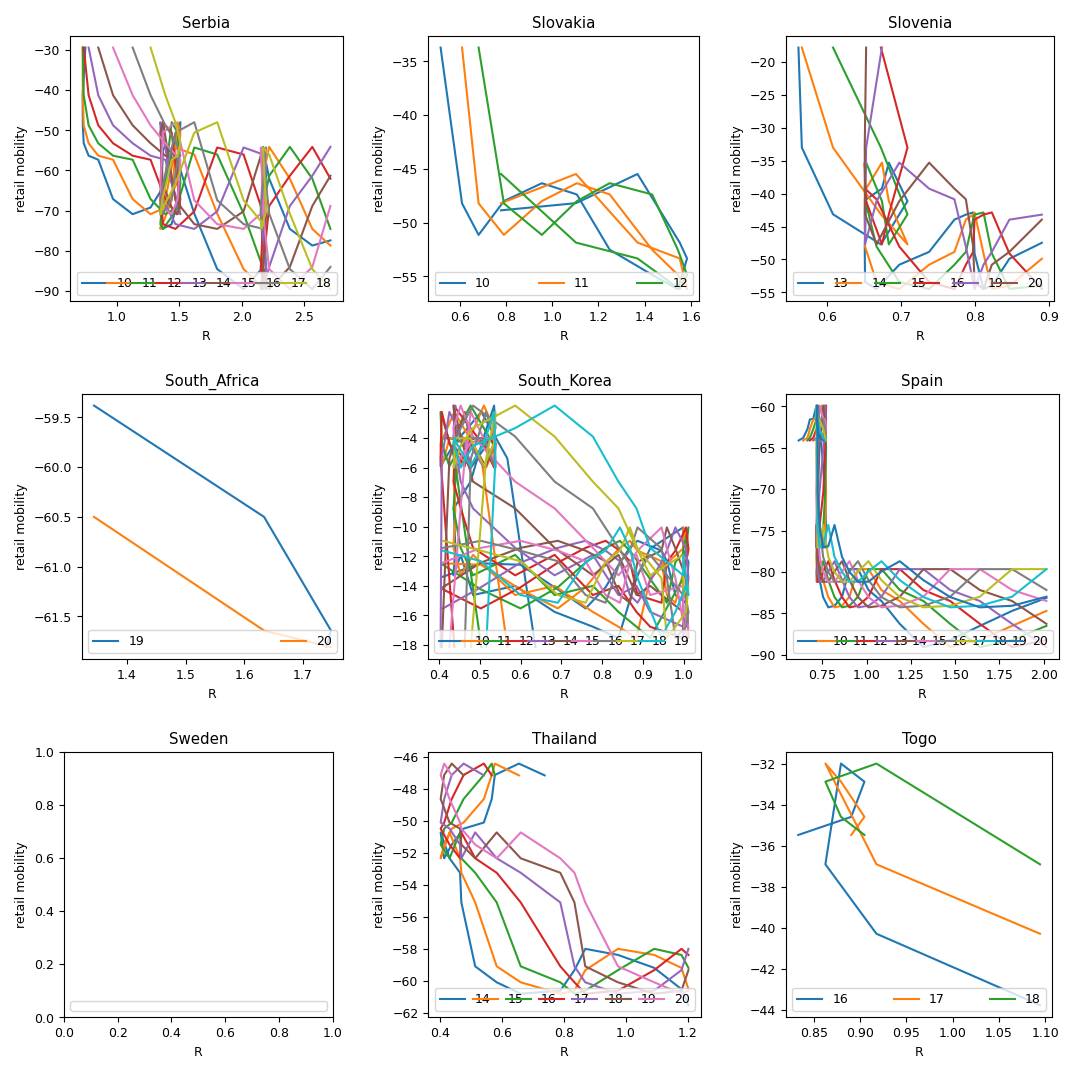 Serbia
retail mobility
−30
−40
−50
−60
−70
−80
−90
10 11 12 13 14 15 16 17 18
1.0 1.5 2.0 2.5
R
Slovakia
retail mobility
−35
−40
−45
−50
−55
10 11 12
0.6 0.8 1.0 1.2 1.4 1.6
R
Slovenia
retail mobility
−20
−25
−30
−35
−40
−45
−50
−55
13 14 15 16 19 20
0.6 0.7 0.8 0.9
R
South_Africa
retail mobility
−59.5
−60.0
−60.5
−61.0
−61.5
19 20
1.4 1.5 1.6 1.7
R
South_Korea
retail mobility
−2
−4
−6
−8
−10
−12
−14
−16
−18
10 11 12 13 14 15 16 17 18 19
0.4 0.5 0.6 0.7 0.8 0.9 1.0
R
Spain
retail mobility
−60
−65
−70
−75
−80
−85
−90
10 11 12 13 14 15 16 17 18 19 20
0.75 1.00 1.25 1.50 1.75 2.00
R
Sweden
retail mobility
1.0
0.8
0.6
0.4
0.2
0.0
0.0 0.2 0.4 0.6 0.8 1.0
R
Thailand
retail mobility
−46
−48
−50
−52
−54
−56
−58
−60
−62
14 15 16 17 18 19 20
0.4 0.6 0.8 1.0 1.2
R
Togo
retail mobility
−32
−34
−36
−38
−40
−42
−44
16 17 18
0.85 0.90 0.95 1.00 1.05 1.10
R